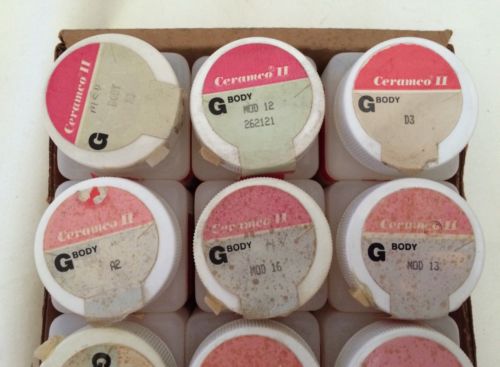 Ceramco® II
G
BODY
Ceramco® II
G BODY
MOD 12
262121
Ceramco® II
G BODY
D3
Ceramco II
G BODY
A2
Ceramco II
G BODY
MOD 16
Ceramco® II
G BODY
MOD 13